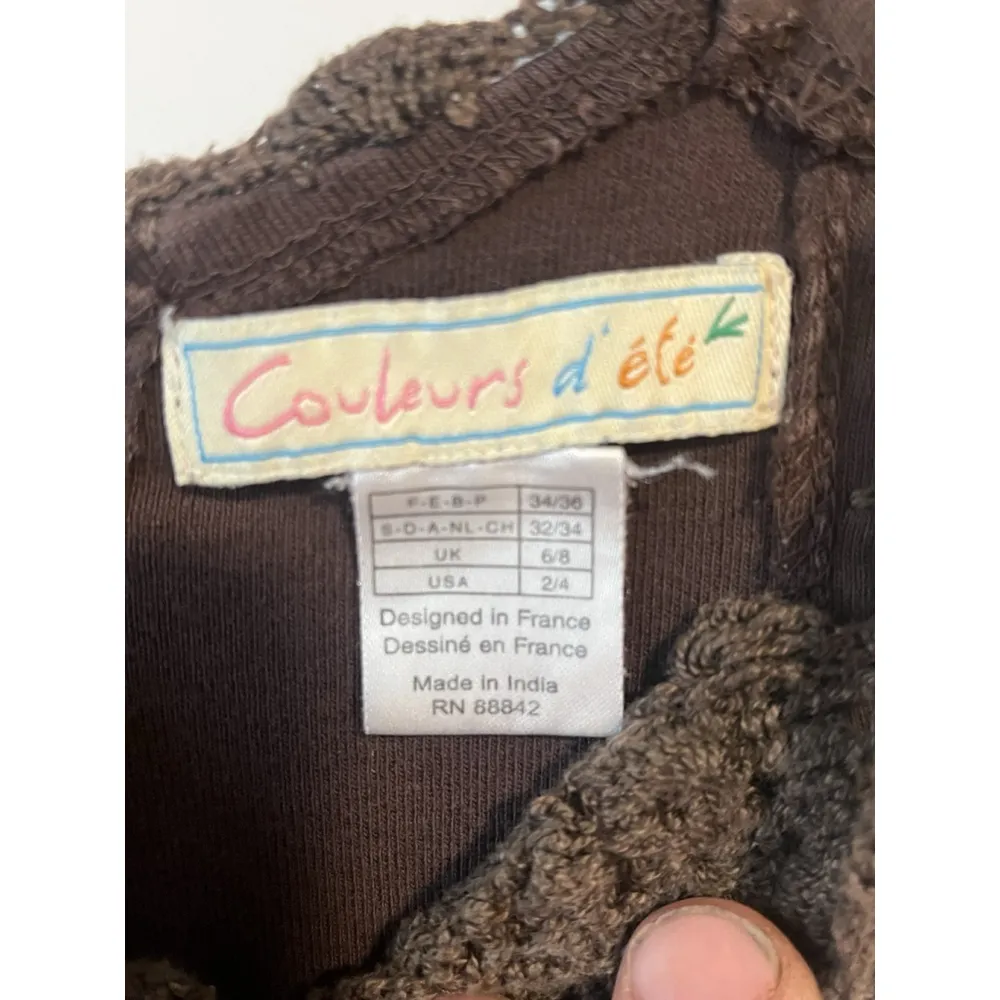 Couleurs d'été
F-E-B-P 34/36
S-D-A-NL-CH 32/34
UK 6/8
USA 2/4
Designed in France
Dessiné en France
Made in India
RN 88842